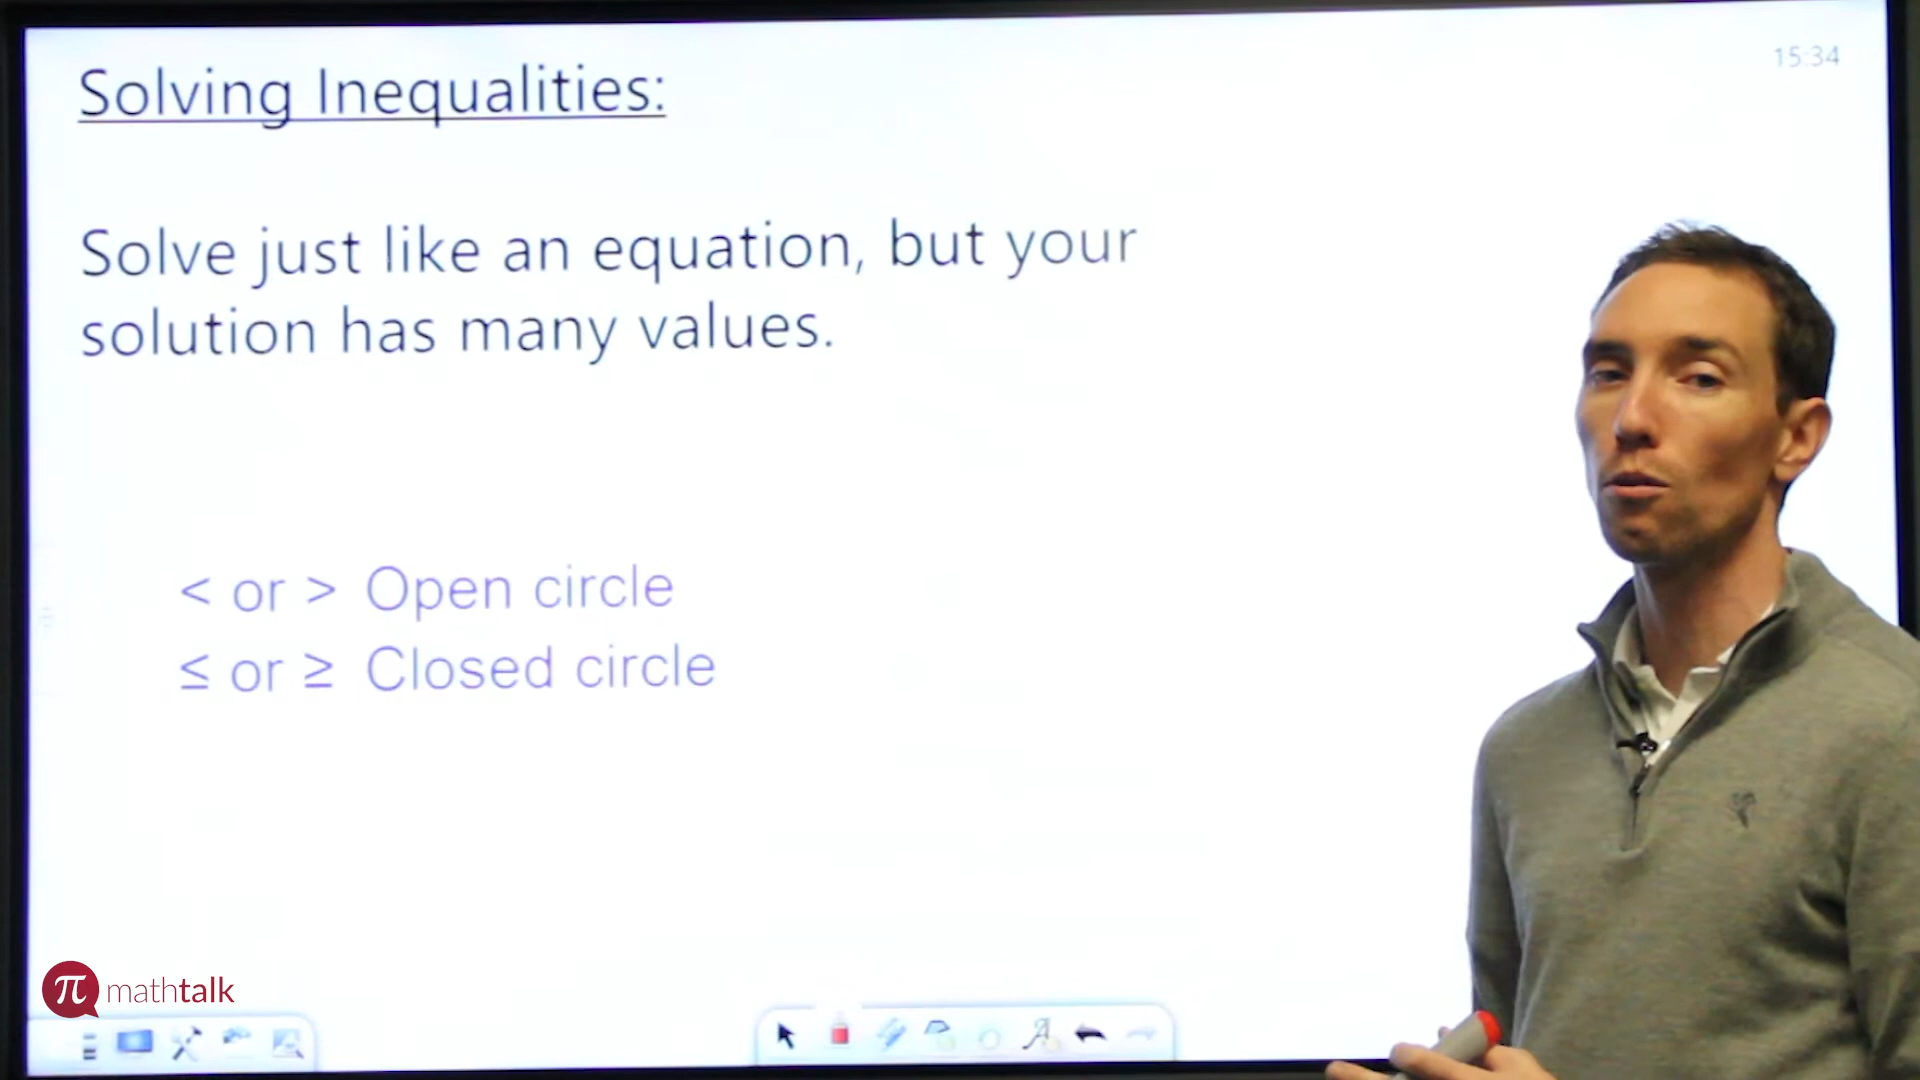 15:34
Solving Inequalities:
Solve just like an equation, but your
solution has many values.
< or > Open circle
≤ or ≥ Closed circle
π mathtalk